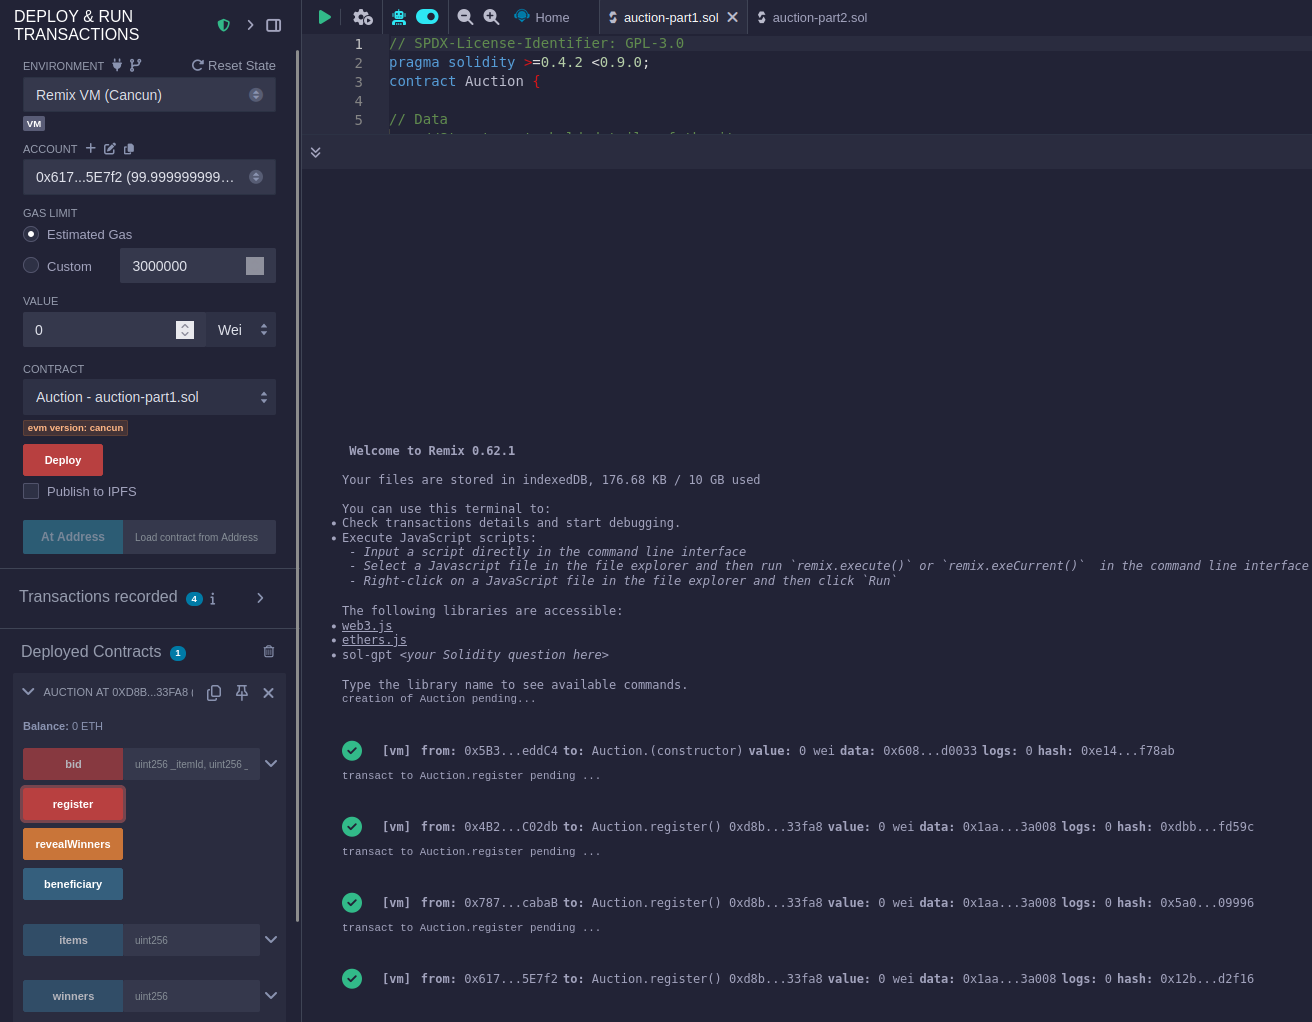 DEPLOY & RUN
TRANSACTIONS
ENVIRONMENT
Reset State
Remix VM (Cancun)
VM
ACCOUNT
0x617...5E7f2 (99.999999999...
GAS LIMIT
Estimated Gas
Custom
3000000
VALUE
0
Wei
CONTRACT
Auction - auction-part1.sol
evm version: cancun
Deploy
Publish to IPFS
At Address
Load contract from Address
Transactions recorded 4 i
Deployed Contracts 1
AUCTION AT 0XD8B...33FA8 (
Balance: 0 ETH
bid
uint256 _itemId, uint256 _
register
revealWinners
beneficiary
items
uint256
winners
uint256
Home
auction-part1.sol
auction-part2.sol
1 // SPDX-License-Identifier: GPL-3.0
2 pragma solidity >=0.4.2 <0.9.0;
3 contract Auction {
4
5 // Data
Welcome to Remix 0.62.1
Your files are stored in indexedDB, 176.68 KB / 10 GB used
You can use this terminal to:
• Check transactions details and start debugging.
• Execute JavaScript scripts:
- Input a script directly in the command line interface
- Select a Javascript file in the file explorer and then run `remix.execute()` or `remix.exeCurrent()`  in the command line interface
- Right-click on a JavaScript file in the file explorer and then click `Run`
The following libraries are accessible:
• web3.js
• ethers.js
• sol-gpt <your Solidity question here>
Type the library name to see available commands.
creation of Auction pending...
[vm] from: 0x5B3...eddC4 to: Auction.(constructor) value: 0 wei data: 0x608...d0033 logs: 0 hash: 0xe14...f78ab
transact to Auction.register pending ...
[vm] from: 0x4B2...C02db to: Auction.register() 0xd8b...33fa8 value: 0 wei data: 0x1aa...3a008 logs: 0 hash: 0xdbb...fd59c
transact to Auction.register pending ...
[vm] from: 0x787...cabaB to: Auction.register() 0xd8b...33fa8 value: 0 wei data: 0x1aa...3a008 logs: 0 hash: 0x5a0...09996
transact to Auction.register pending ...
[vm] from: 0x617...5E7f2 to: Auction.register() 0xd8b...33fa8 value: 0 wei data: 0x1aa...3a008 logs: 0 hash: 0x12b...d2f16